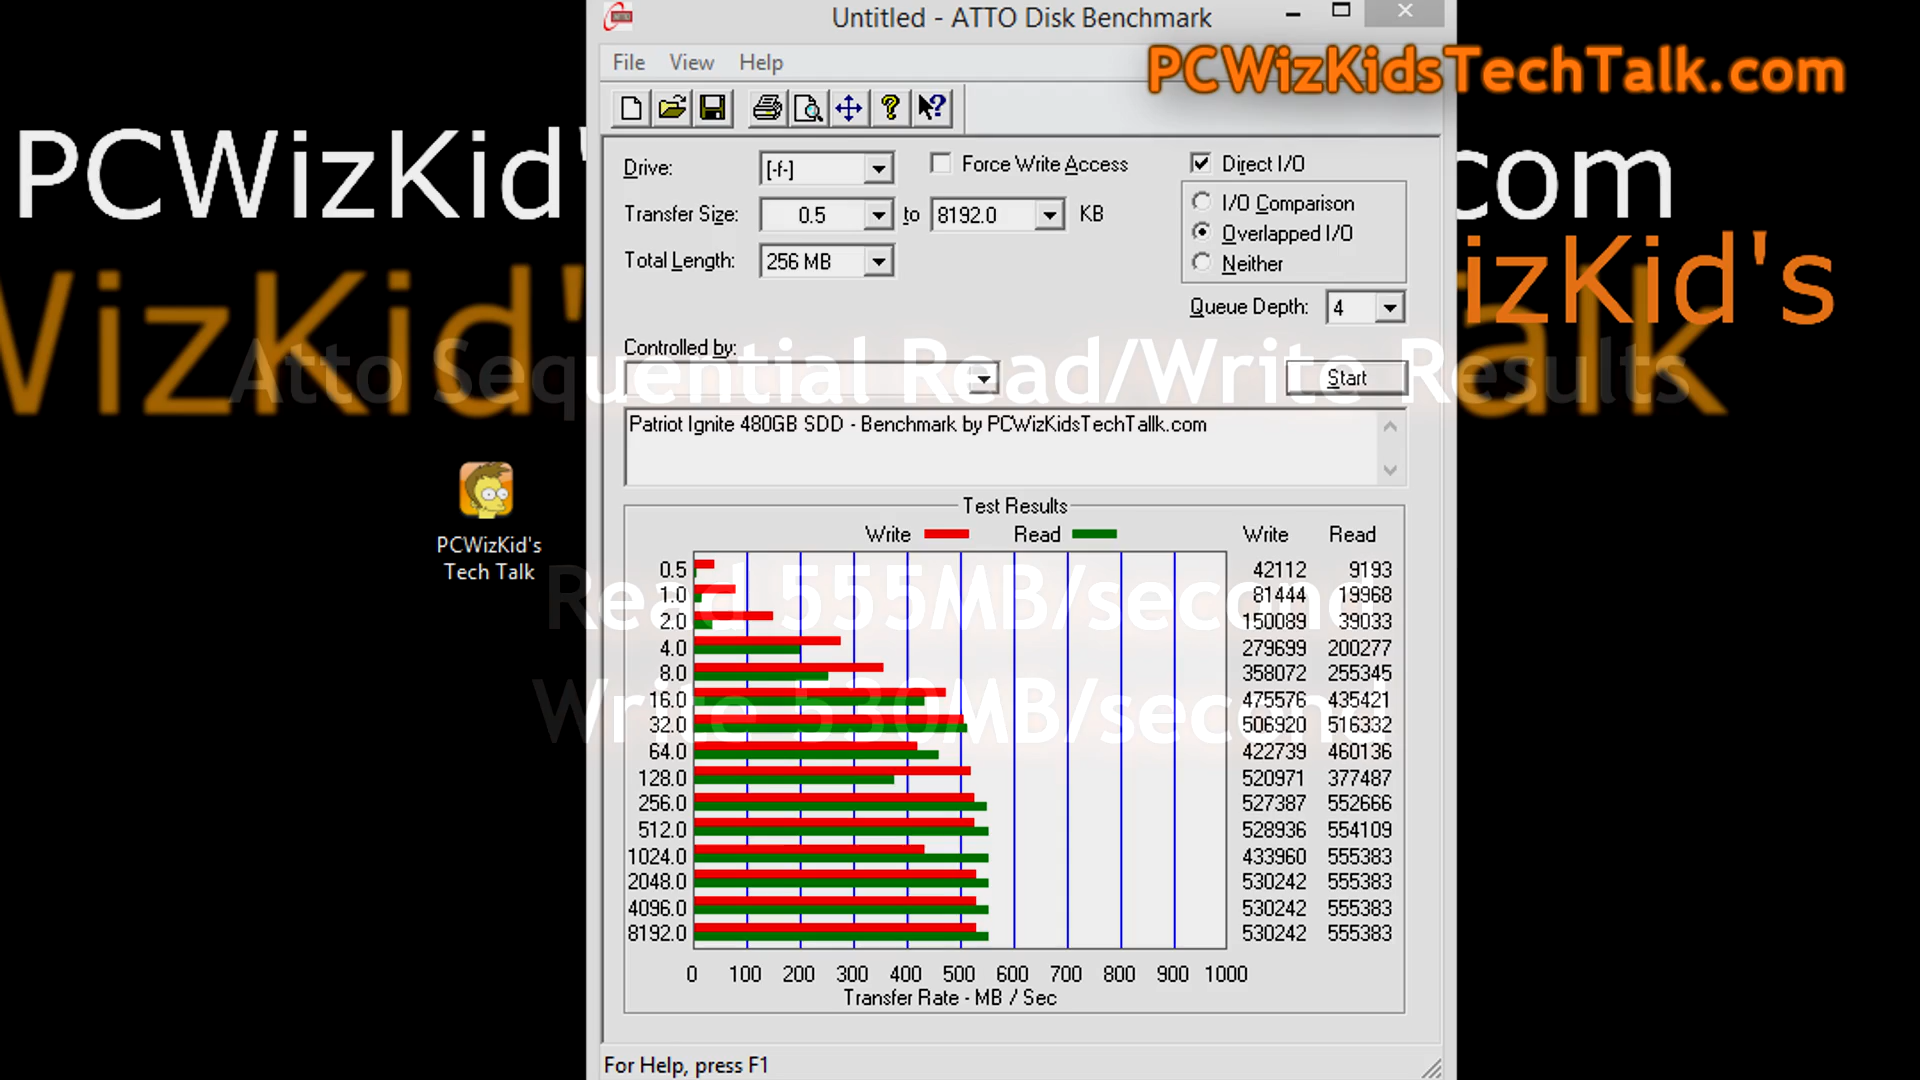 Untitled - ATTO Disk Benchmark
PCWizKidsTechTalk.com
File View Help
PCWizKid'
com
WizKid'
izKid's
alk
Drive: [-f-] Force Write Access Direct I/O
Transfer Size: 0.5 to 8192.0 KB
I/O Comparison
Overlapped I/O
Total Length: 256 MB
Neither
Queue Depth: 4
Controlled by:
Atto Sequential Read/Write Results
Start
Patriot Ignite 480GB SDD - Benchmark by PCWizKidsTechTallk.com
PCWizKid's
Tech Talk
Test Results
Write Read Write Read
0.5 42112 9193
Read 555MB/second
1.0 81444 19968
2.0 150089 39033
4.0 279699 200277
8.0 358072 255345
16.0 475576 435421
Write 530MB/second
32.0 506920 516332
64.0 422739 460136
128.0 520971 377487
256.0 527387 552666
512.0 528936 554109
1024.0 433960 555383
2048.0 530242 555383
4096.0 530242 555383
8192.0 530242 555383
0 100 200 300 400 500 600 700 800 900 1000
Transfer Rate - MB / Sec
For Help, press F1